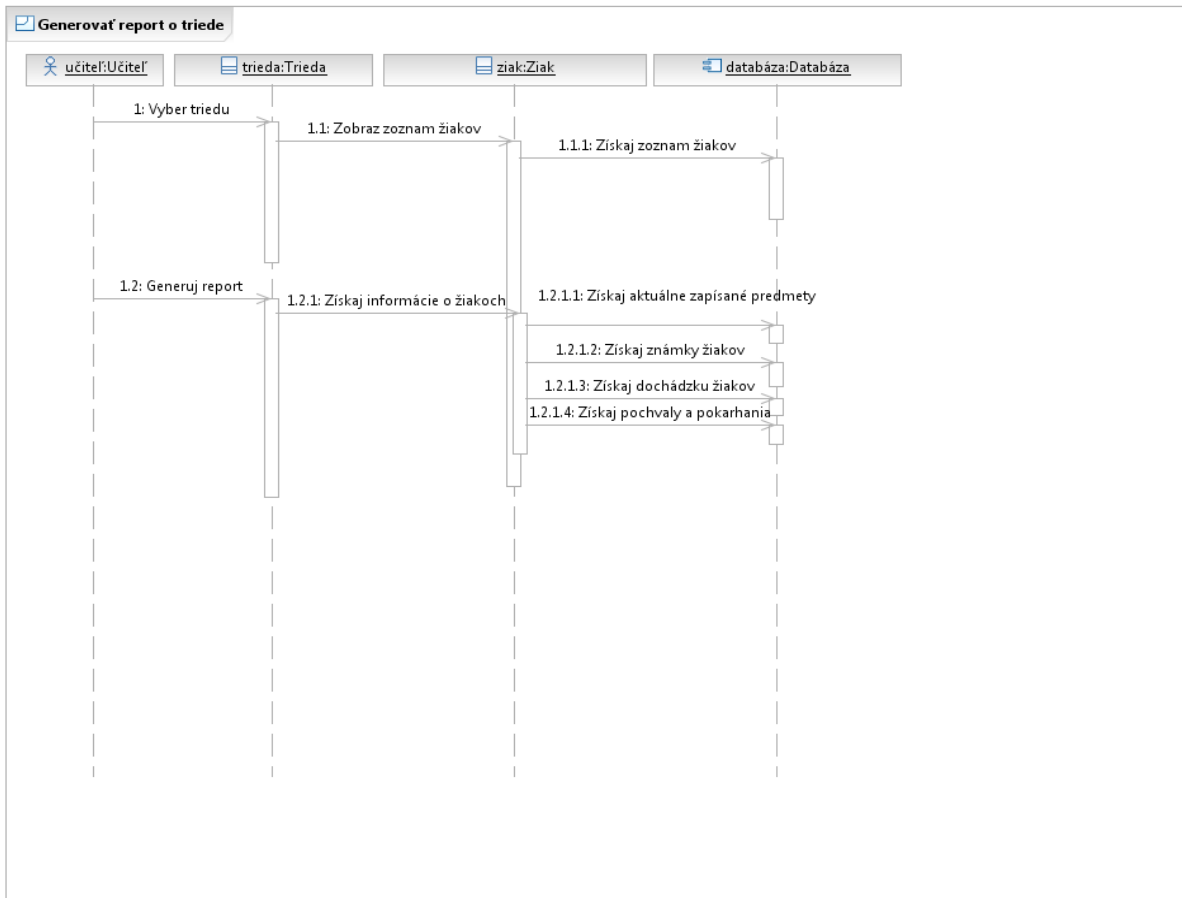 Generovať report o triede
učiteľ:Učiteľ
trieda:Trieda
ziak:Ziak
databáza:Databáza
1: Vyber triedu
1.1: Zobraz zoznam žiakov
1.1.1: Získaj zoznam žiakov
1.2: Generuj report
1.2.1: Získaj informácie o žiakoch
1.2.1.1: Získaj aktuálne zapísané predmety
1.2.1.2: Získaj známky žiakov
1.2.1.3: Získaj dochádzku žiakov
1.2.1.4: Získaj pochvaly a pokarhania